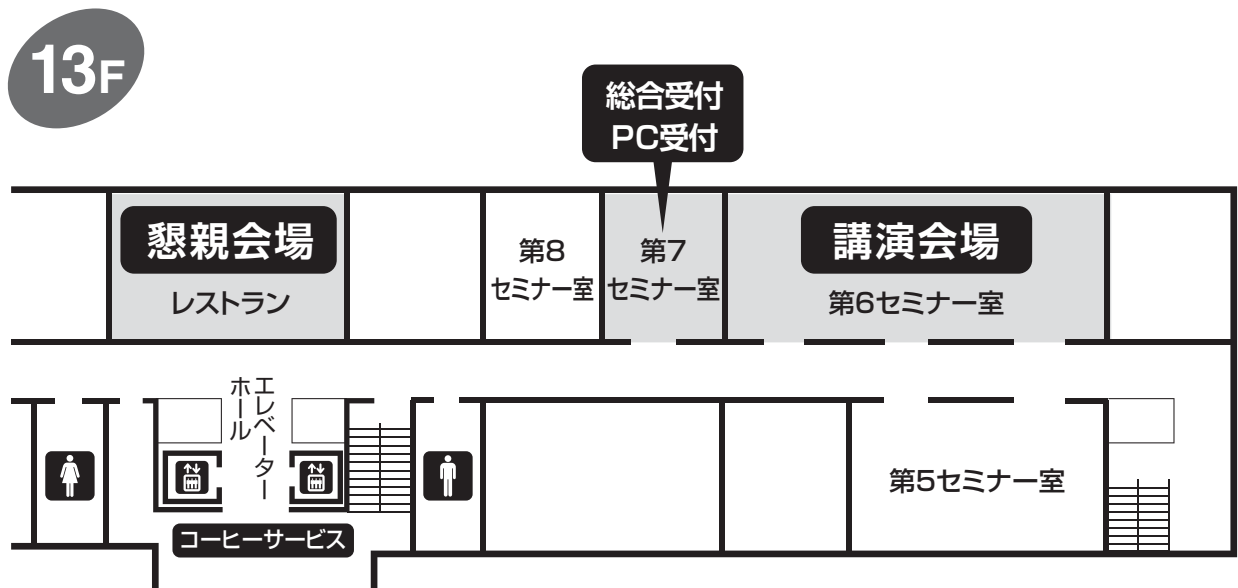 13F
総合受付
PC受付
懇親会場
レストラン
第8
セミナー室
第7
セミナー室
講演会場
第6セミナー室
エレベーター
ホール
第5セミナー室
コーヒーサービス